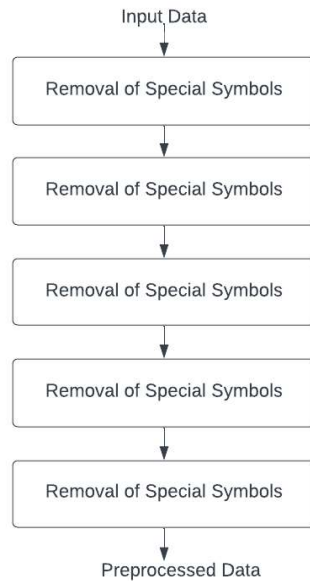 Input Data
Removal of Special Symbols
Removal of Special Symbols
Removal of Special Symbols
Removal of Special Symbols
Removal of Special Symbols
Preprocessed Data